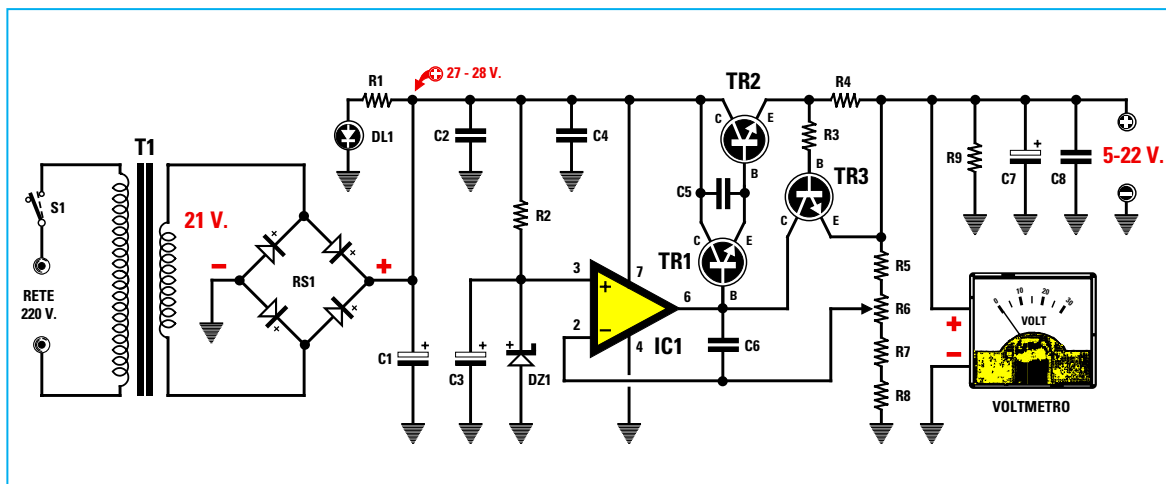 R1
27 - 28 V.
TR2
R4
T1
DL1
C2
C4
C
E
B
R3
B
TR3
C
E
R9
C7
+
C8
5-22 V.
S1
21 V.
RS1
R2
C5
C
E
TR1
B
R5
R6
R7
R8
RETE
220 V.
-
+
3
+
7
6
2
-
4
IC1
C6
C1
+
C3
+
DZ1
0
10
20
30
VOLT
+
-
VOLTMETRO